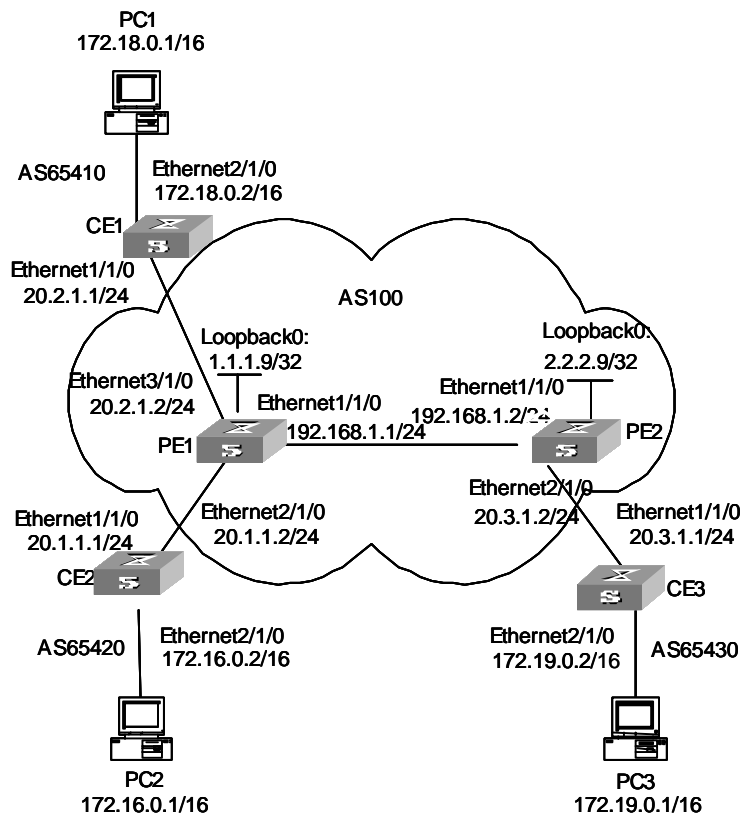 PC1
172.18.0.1/16
AS65410
Ethernet2/1/0
172.18.0.2/16
CE1
Ethernet1/1/0
20.2.1.1/24
AS100
Loopback0:
1.1.1.9/32
Loopback0:
2.2.2.9/32
Ethernet3/1/0
20.2.1.2/24
Ethernet1/1/0
192.168.1.1/24
Ethernet1/1/0
192.168.1.2/24
PE1
PE2
Ethernet1/1/0
20.1.1.1/24
Ethernet2/1/0
20.1.1.2/24
Ethernet2/1/0
20.3.1.2/24
Ethernet1/1/0
20.3.1.1/24
CE2
CE3
AS65420
Ethernet2/1/0
172.16.0.2/16
Ethernet2/1/0
172.19.0.2/16
AS65430
PC2
172.16.0.1/16
PC3
172.19.0.1/16